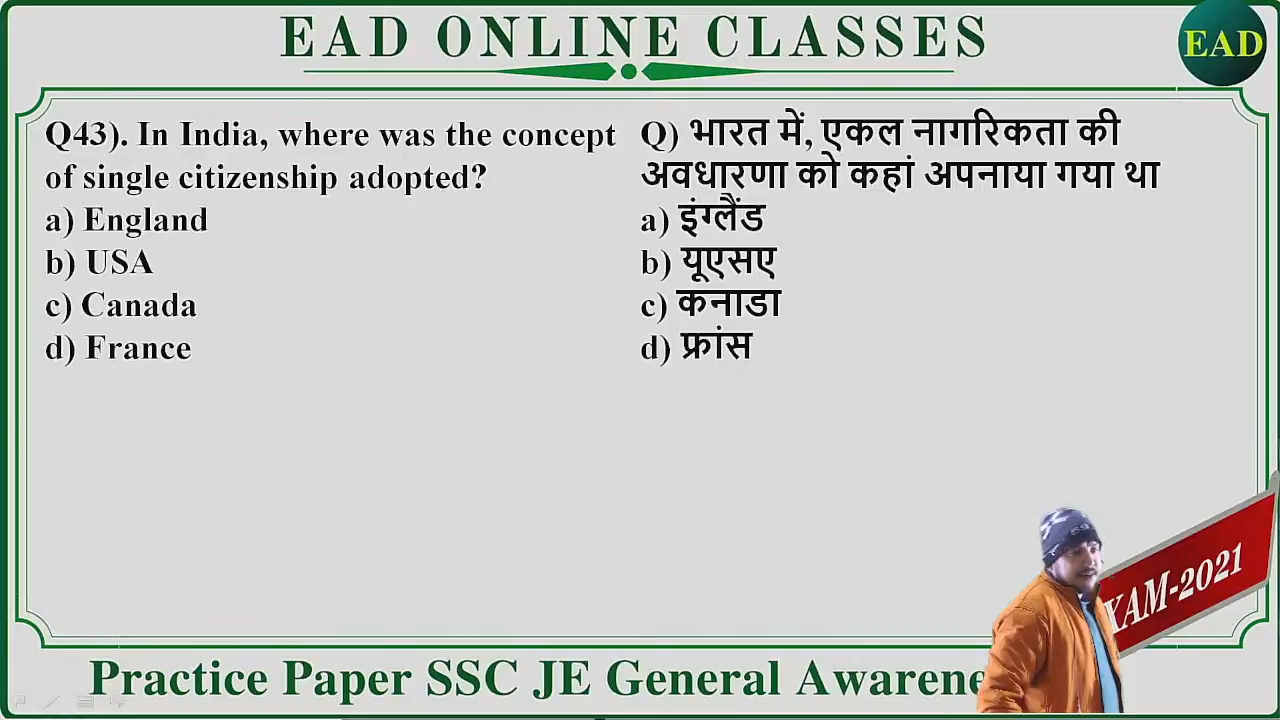 EAD ONLINE CLASSES
EAD
Q43). In India, where was the concept
of single citizenship adopted?
a) England
b) USA
c) Canada
d) France
Q) भारत में, एकल नागरिकता की
अवधारणा को कहां अपनाया गया था
a) इंग्लैंड
b) यूएसए
c) कनाडा
d) फ्रांस
XAM-2021
Practice Paper SSC JE General Awarene